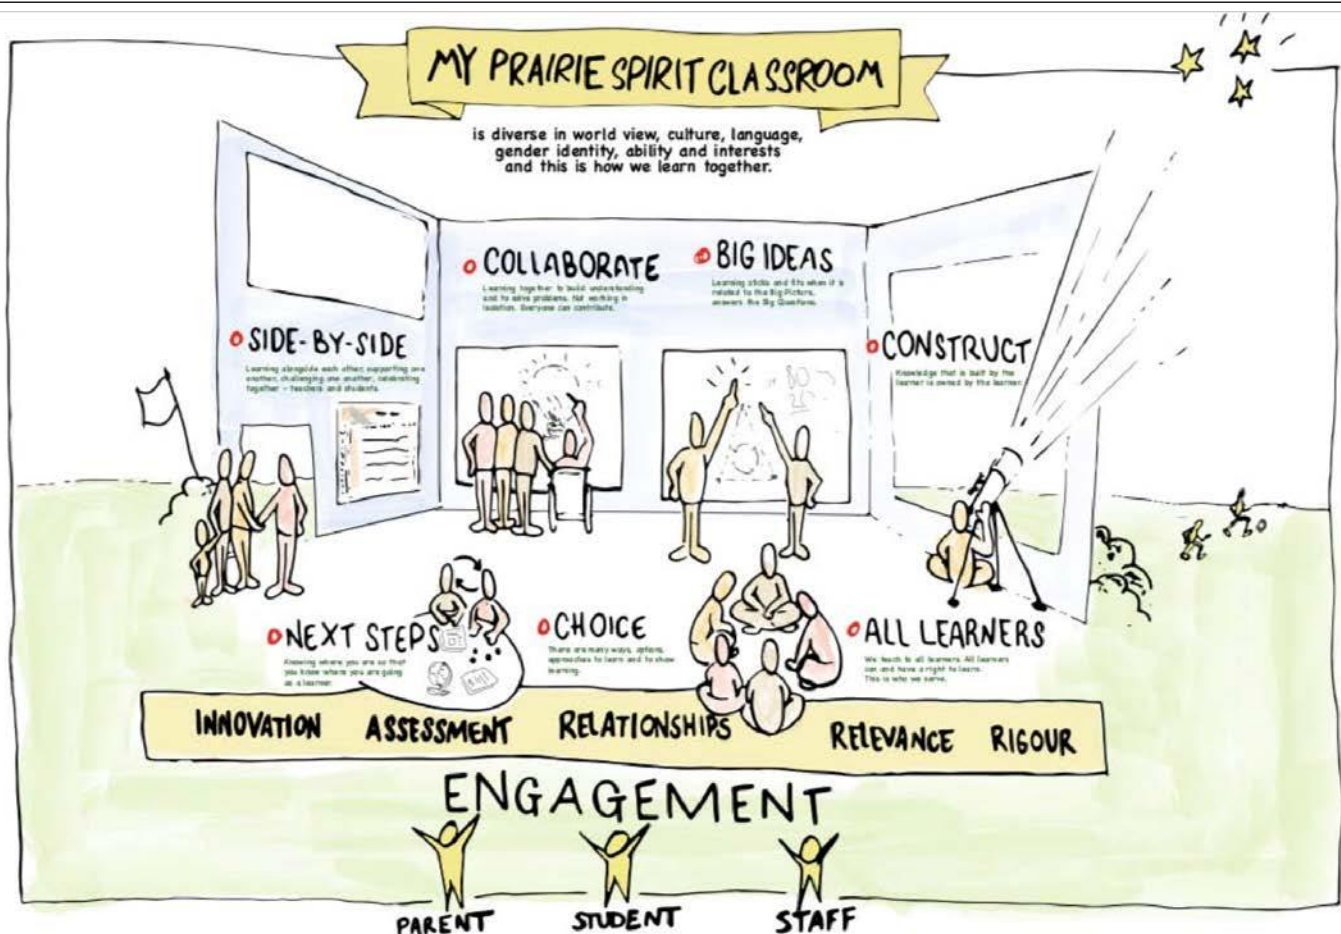 MY PRAIRIE SPIRIT CLASSROOM
is diverse in world view, culture, language,
gender identity, ability and interests
and this is how we learn together.
COLLABORATE
Learning together to build understanding
and to solve problems. Not working in
isolation. Everyone can contribute.
BIG IDEAS
Learning sticks and fits when it is
related to the Big Picture,
answers the Big Questions.
SIDE-BY-SIDE
Learning alongside each other, supporting one
another, challenging one another, celebrating
together - teachers and students.
CONSTRUCT
Knowledge that is built by the
learner is owned by the learner.
NEXT STEPS
Knowing where you are so that
you know where you are going
as a learner.
CHOICE
There are many ways, options,
approaches to learn and to show
learning.
ALL LEARNERS
We teach to all learners. All learners
can and have a right to learn.
This is who we serve.
INNOVATION ASSESSMENT RELATIONSHIPS RELEVANCE RIGOUR
ENGAGEMENT
PARENT STUDENT STAFF